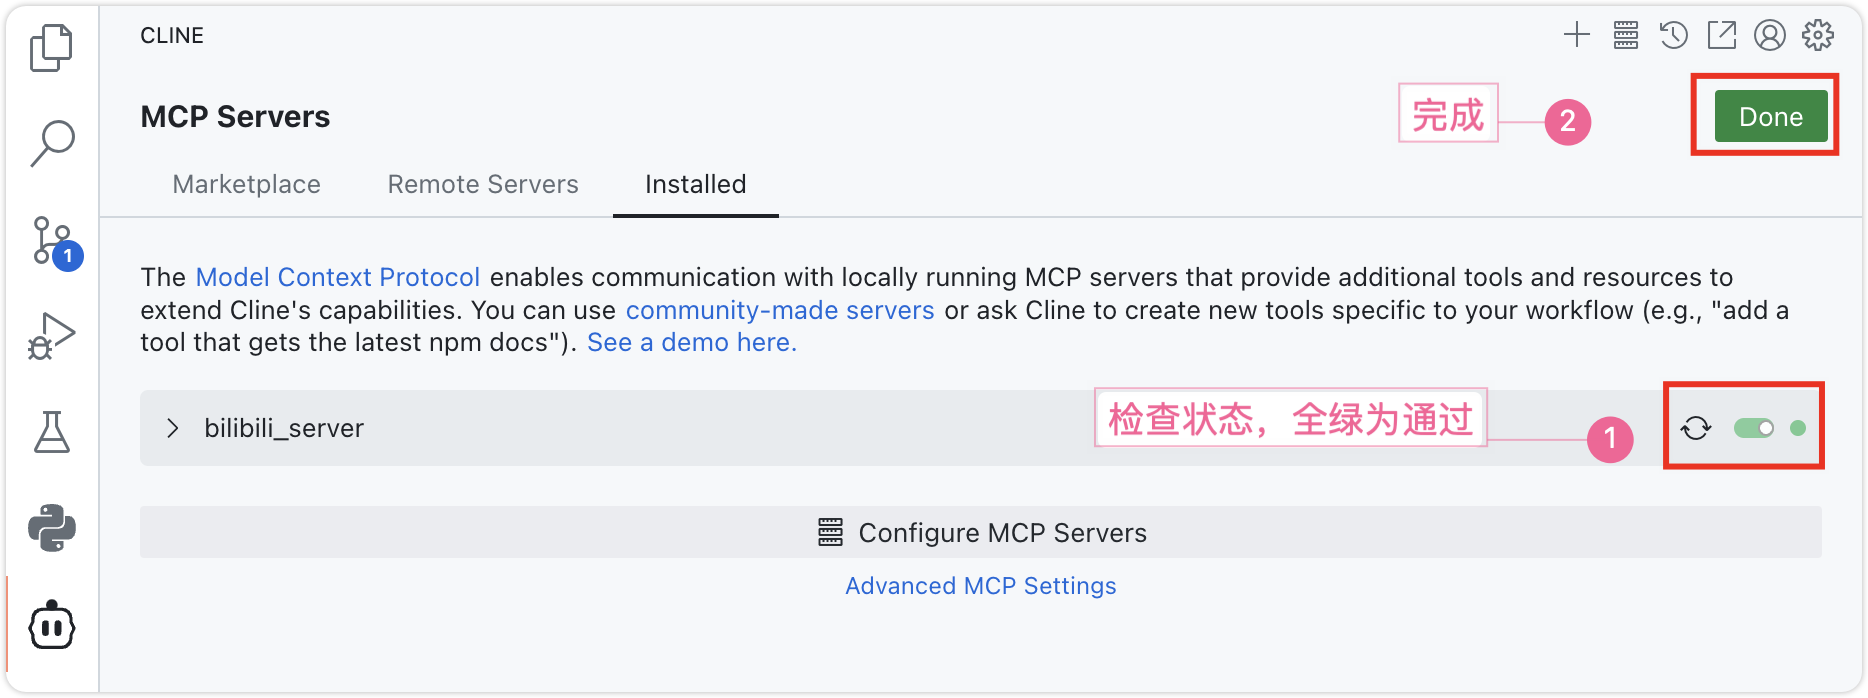 CLINE
MCP Servers
完成
2
Done
Marketplace
Remote Servers
Installed
1
The Model Context Protocol enables communication with locally running MCP servers that provide additional tools and resources to
extend Cline's capabilities. You can use community-made servers or ask Cline to create new tools specific to your workflow (e.g., "add a
tool that gets the latest npm docs"). See a demo here.
bilibili_server
检查状态，全绿为通过
1
Configure MCP Servers
Advanced MCP Settings